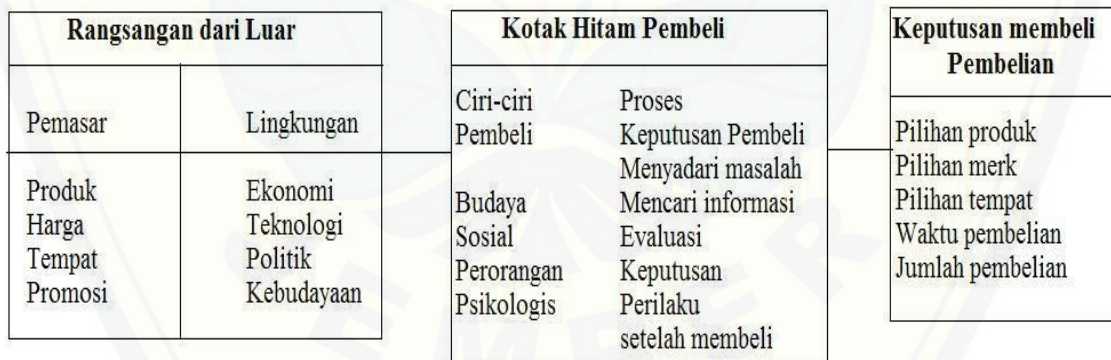 Rangsangan dari Luar
Pemasar Lingkungan
Produk Ekonomi
Harga Teknologi
Tempat Politik
Promosi Kebudayaan
Kotak Hitam Pembeli
Ciri-ciri Proses
Pembeli Keputusan Pembeli
Menyadari masalah
Budaya Mencari informasi
Sosial Evaluasi
Perorangan Keputusan
Psikologis Perilaku
setelah membeli
Keputusan membeli
Pembelian
Pilihan produk
Pilihan merk
Pilihan tempat
Waktu pembelian
Jumlah pembelian